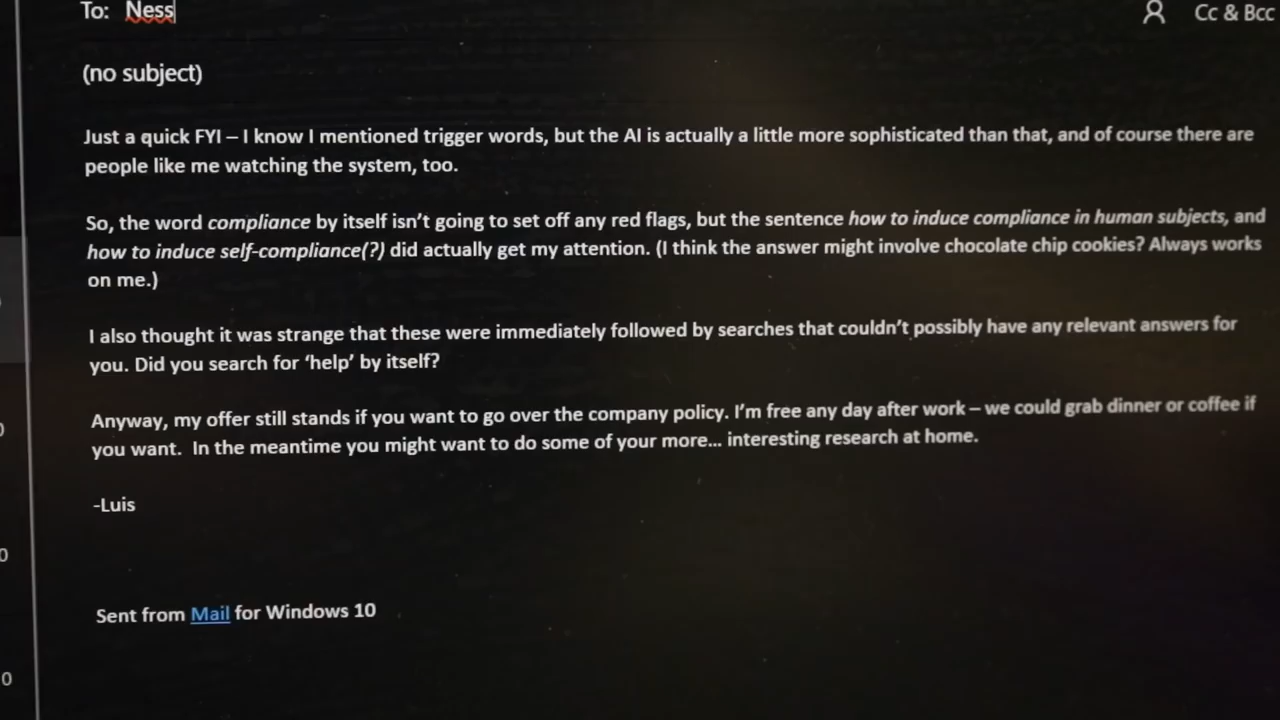 To: Ness
Cc & Bcc
(no subject)
Just a quick FYI – I know I mentioned trigger words, but the AI is actually a little more sophisticated than that, and of course there are
people like me watching the system, too.
So, the word compliance by itself isn't going to set off any red flags, but the sentence how to induce compliance in human subjects, and
how to induce self-compliance(?) did actually get my attention. (I think the answer might involve chocolate chip cookies? Always works
on me.)
I also thought it was strange that these were immediately followed by searches that couldn't possibly have any relevant answers for
you. Did you search for 'help' by itself?
Anyway, my offer still stands if you want to go over the company policy. I'm free any day after work – we could grab dinner or coffee if
you want. In the meantime you might want to do some of your more... interesting research at home.
-Luis
Sent from Mail for Windows 10
0
0
0